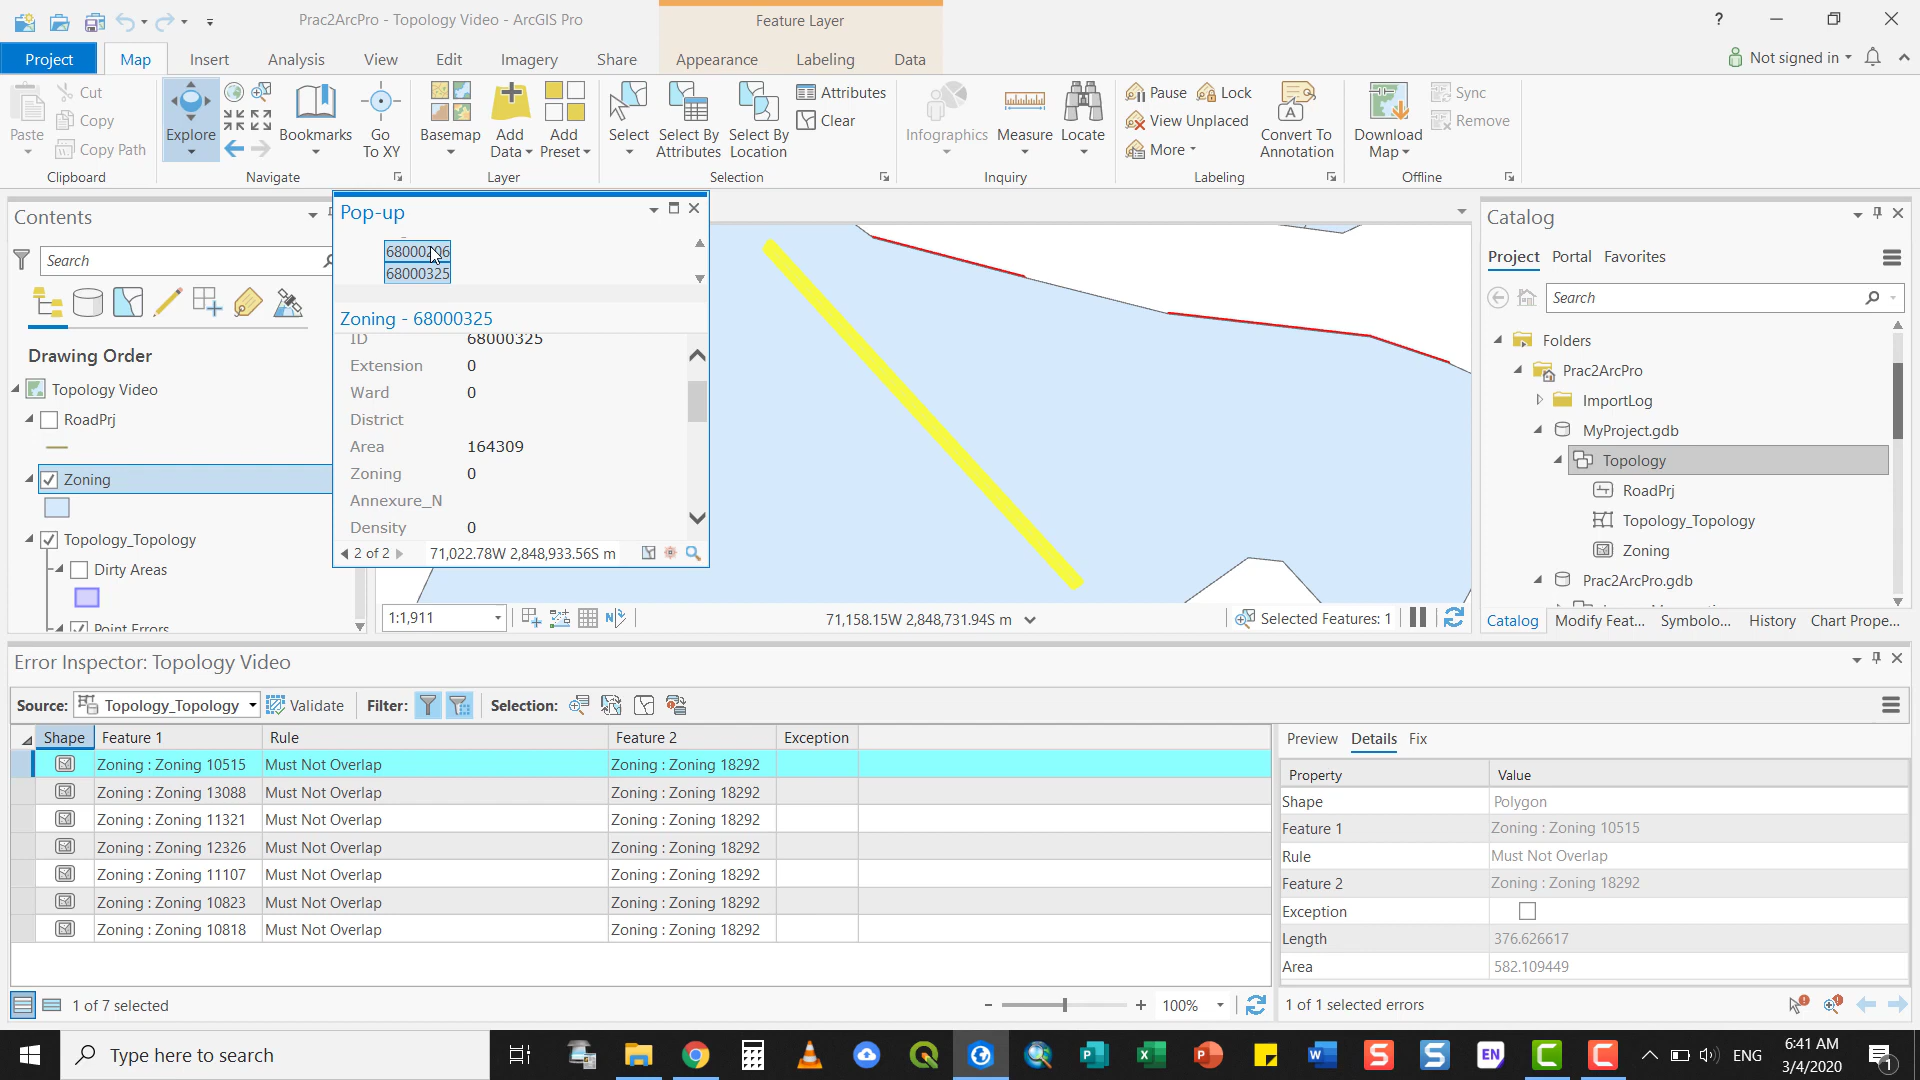 Prac2ArcPro - Topology Video - ArcGIS Pro
Feature Layer
?
Project Map Insert Analysis View Edit Imagery Share Appearance Labeling Data
Not signed in
Paste
Cut
Copy
Copy Path
Clipboard
Explore
Bookmarks
Go To XY
Navigate
Basemap
Add Data
Add Preset
Layer
Select
Select By Attributes
Select By Location
Attributes
Clear
Selection
Infographics
Measure
Locate
Inquiry
Pause
Lock
View Unplaced
More
Convert To Annotation
Labeling
Download Map
Sync
Remove
Offline
Contents
Search
Drawing Order
Topology Video
RoadPrj
Zoning
Topology_Topology
Dirty Areas
Point Errors
Pop-up
68000325
Zoning - 68000325
ID 68000325
Extension 0
Ward 0
District
Area 164309
Zoning 0
Annexure_N
Density 0
2 of 2 71,022.78W 2,848,933.56S m
1:1,911
71,158.15W 2,848,731.94S m
Selected Features: 1
Catalog
Project Portal Favorites
Search
Folders
Prac2ArcPro
ImportLog
MyProject.gdb
Topology
RoadPrj
Topology_Topology
Zoning
Prac2ArcPro.gdb
Catalog Modify Feat... Symbolo... History Chart Prope...
Error Inspector: Topology Video
Source: Topology_Topology Validate Filter: Selection:
Shape Feature 1 Rule Feature 2 Exception
Zoning : Zoning 10515 Must Not Overlap Zoning : Zoning 18292
Zoning : Zoning 13088 Must Not Overlap Zoning : Zoning 18292
Zoning : Zoning 11321 Must Not Overlap Zoning : Zoning 18292
Zoning : Zoning 12326 Must Not Overlap Zoning : Zoning 18292
Zoning : Zoning 11107 Must Not Overlap Zoning : Zoning 18292
Zoning : Zoning 10823 Must Not Overlap Zoning : Zoning 18292
Zoning : Zoning 10818 Must Not Overlap Zoning : Zoning 18292
Preview Details Fix
Property Value
Shape Polygon
Feature 1 Zoning : Zoning 10515
Rule Must Not Overlap
Feature 2 Zoning : Zoning 18292
Exception
Length 376.626617
Area 582.109449
1 of 7 selected
100%
1 of 1 selected errors
Type here to search
EN
ENG
6:41 AM
3/4/2020
1